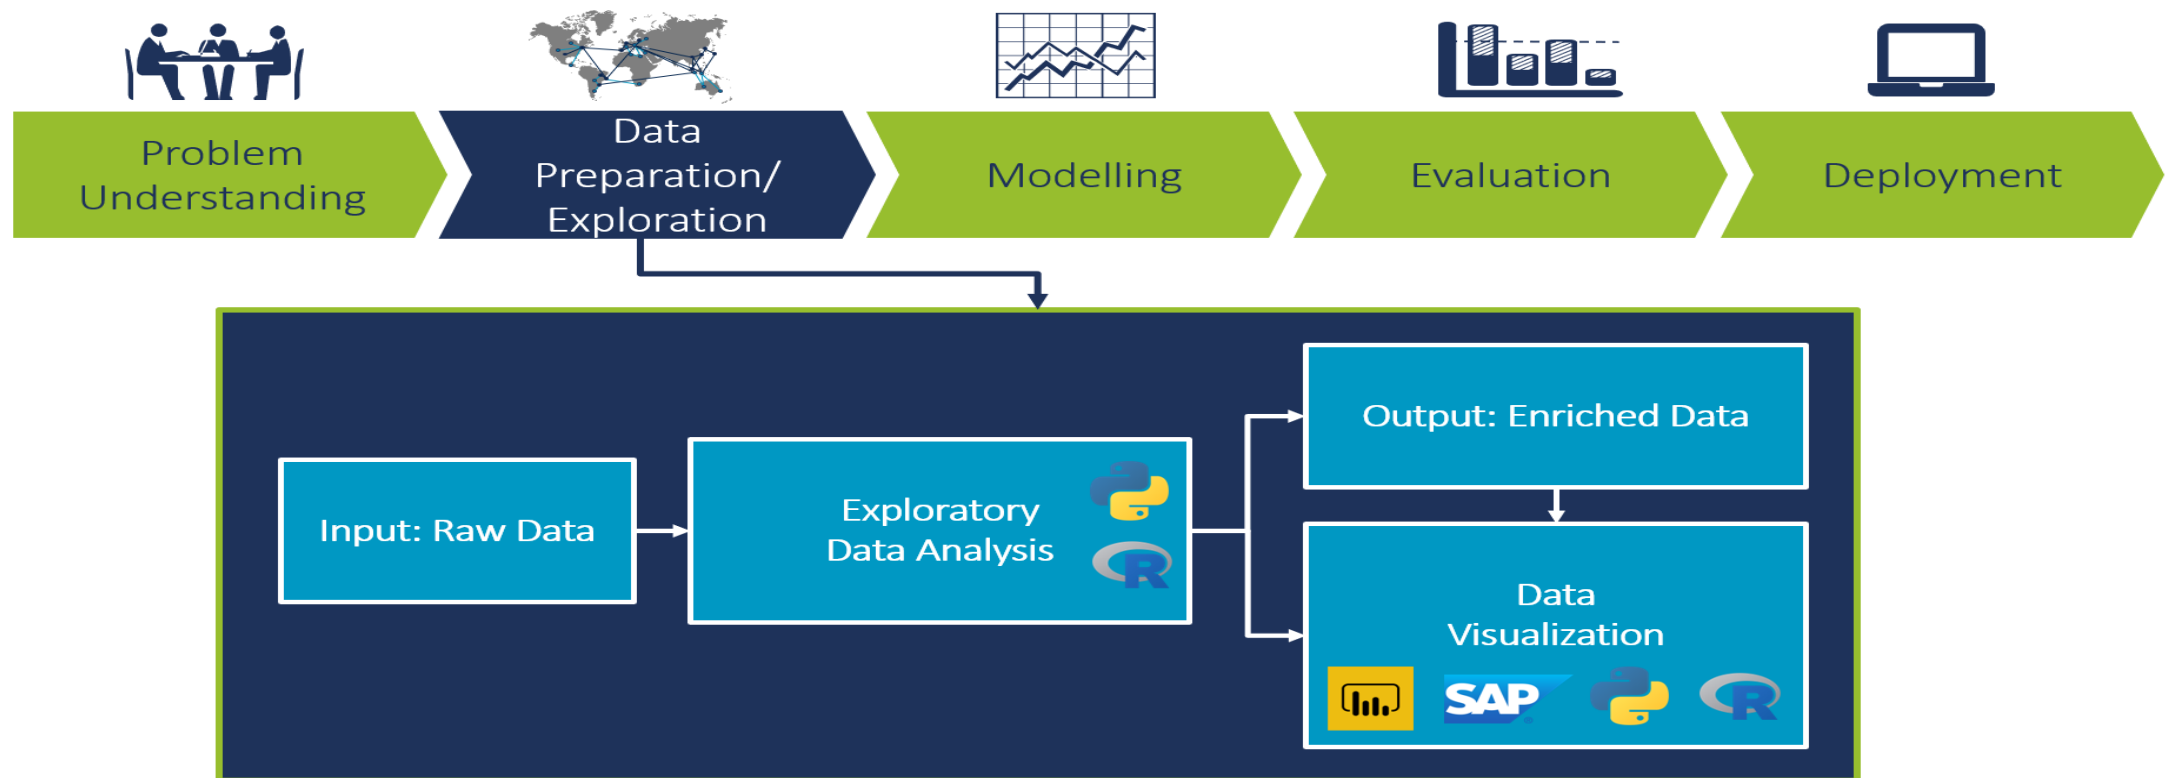 Problem
Understanding
Data
Preparation/
Exploration
Modelling
Evaluation
Deployment
Input: Raw Data
Exploratory
Data Analysis
R
Output: Enriched Data
Data
Visualization
SAP
R